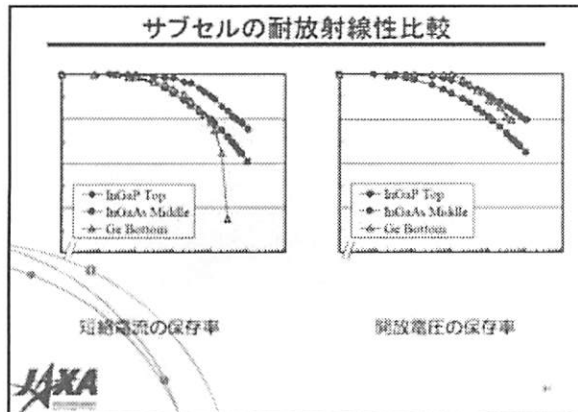 サブセルの耐放射線性比較
InGaP Top
InGaAs Middle
Ge Bottom
InGaP Top
InGaAs Middle
Ge Bottom
短絡電流の保存率
開放電圧の保存率
JAXA